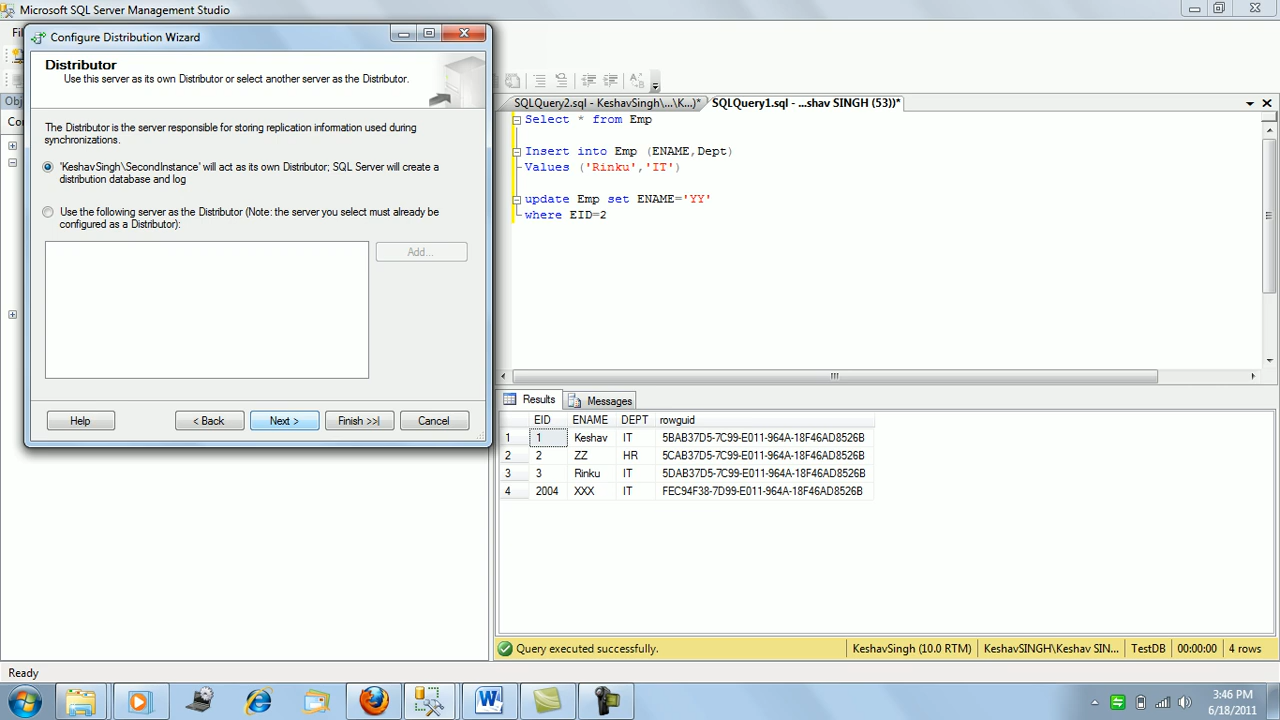 Microsoft SQL Server Management Studio
Fi
Configure Distribution Wizard
Distributor
Use this server as its own Distributor or select another server as the Distributor.
Obj
Co
The Distributor is the server responsible for storing replication information used during
synchronizations.
'KeshavSingh\SecondInstance' will act as its own Distributor; SQL Server will create a
distribution database and log
Use the following server as the Distributor (Note: the server you select must already be
configured as a Distributor):
Add...
Help
< Back
Next >
Finish >>|
Cancel
SQLQuery2.sql - KeshavSingh\...\K...)*
SQLQuery1.sql - ...shav SINGH (53))*
Select * from Emp
Insert into Emp (ENAME,Dept)
Values ('Rinku','IT')
update Emp set ENAME='YY'
where EID=2
Results
Messages
EID ENAME DEPT rowguid
1 1 Keshav IT 5BAB37D5-7C99-E011-964A-18F46AD8526B
2 2 ZZ HR 5CAB37D5-7C99-E011-964A-18F46AD8526B
3 3 Rinku IT 5DAB37D5-7C99-E011-964A-18F46AD8526B
4 2004 XXX IT FEC94F38-7D99-E011-964A-18F46AD8526B
Query executed successfully.
KeshavSingh (10.0 RTM)
KeshavSINGH\Keshav SIN...
TestDB
00:00:00
4 rows
Ready
3:46 PM
6/18/2011